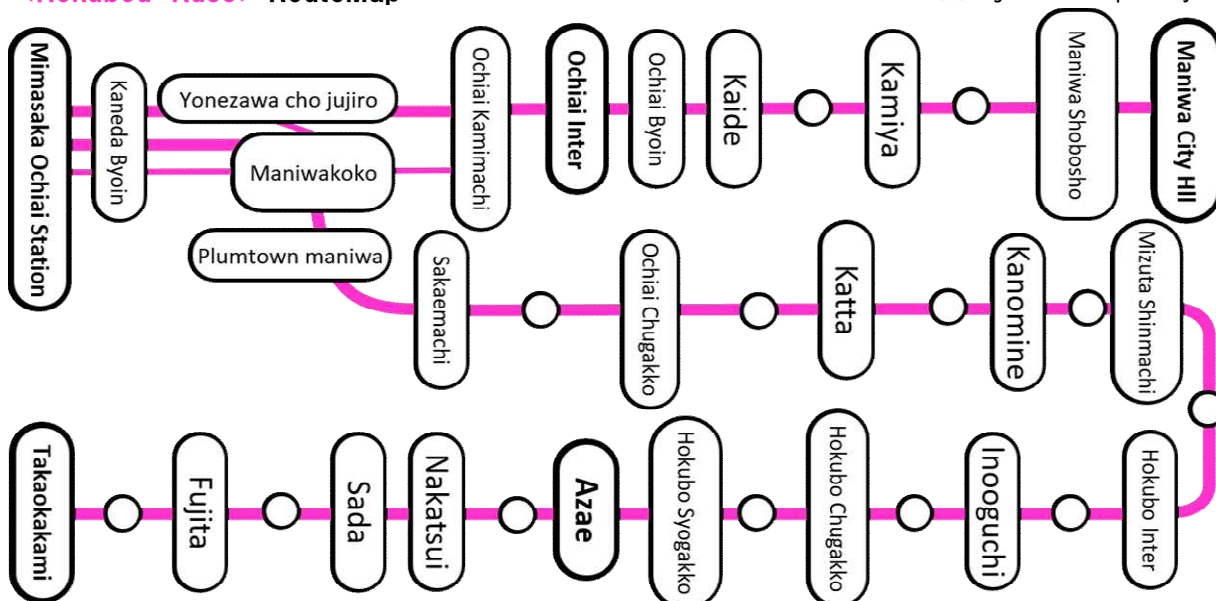 RouteMap
Mimasaka Ochiai Station
Kaneda Byoin
Yonezawa cho jujiro
Maniwakoko
Plumtown maniwa
Ochiai Kamimachi
Ochiai Inter
Ochiai Byoin
Kaide
Kamiya
Maniwa Shobosho
Maniwa City Hll
Sakaemachi
Ochiai Chugakko
Katta
Kanomine
Mizuta Shinmachi
Takaokakami
Fujita
Sada
Nakatsui
Azae
Hokubo Syogakko
Hokubo Chugakko
Inooguchi
Hokubo Inter